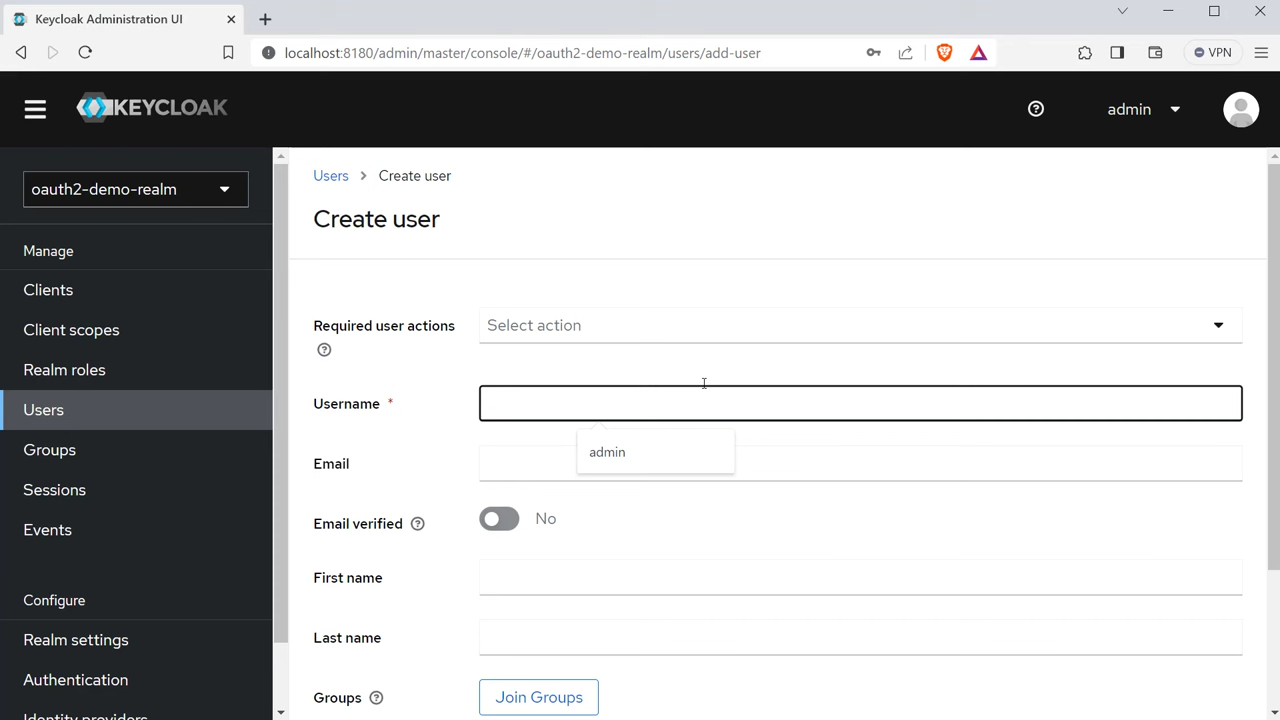 Keycloak Administration UI
localhost:8180/admin/master/console/#/oauth2-demo-realm/users/add-user
VPN
KEYCLOAK
admin
oauth2-demo-realm
Manage
Clients
Client scopes
Realm roles
Users
Groups
Sessions
Events
Configure
Realm settings
Authentication
Identity providers
Users > Create user
Create user
Required user actions
Select action
Username *
admin
Email
Email verified
No
First name
Last name
Groups
Join Groups